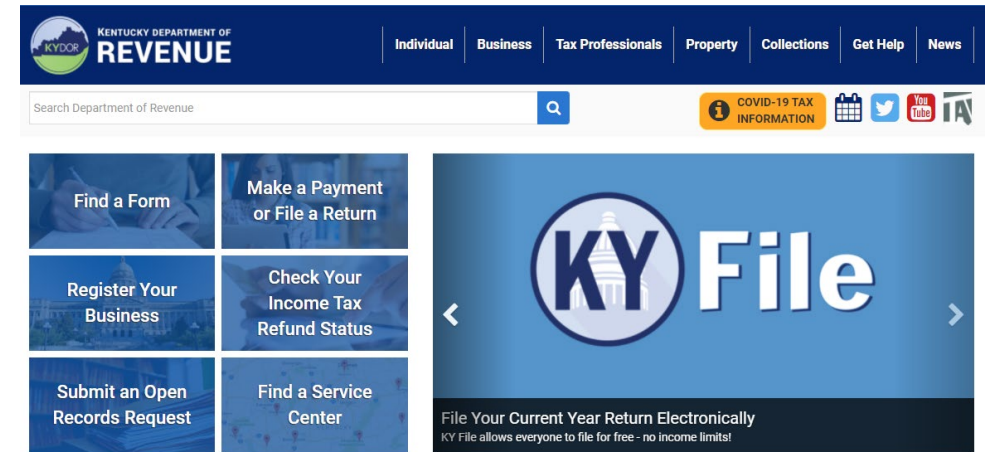 KYDOR
KENTUCKY DEPARTMENT OF
REVENUE
Individual
Business
Tax Professionals
Property
Collections
Get Help
News
Search Department of Revenue
COVID-19 TAX
INFORMATION
You
Tube
TA
Find a Form
Make a Payment
or File a Return
Register Your
Business
Check Your
Income Tax
Refund Status
Submit an Open
Records Request
Find a Service
Center
KY File
File Your Current Year Return Electronically
KY File allows everyone to file for free - no income limits!